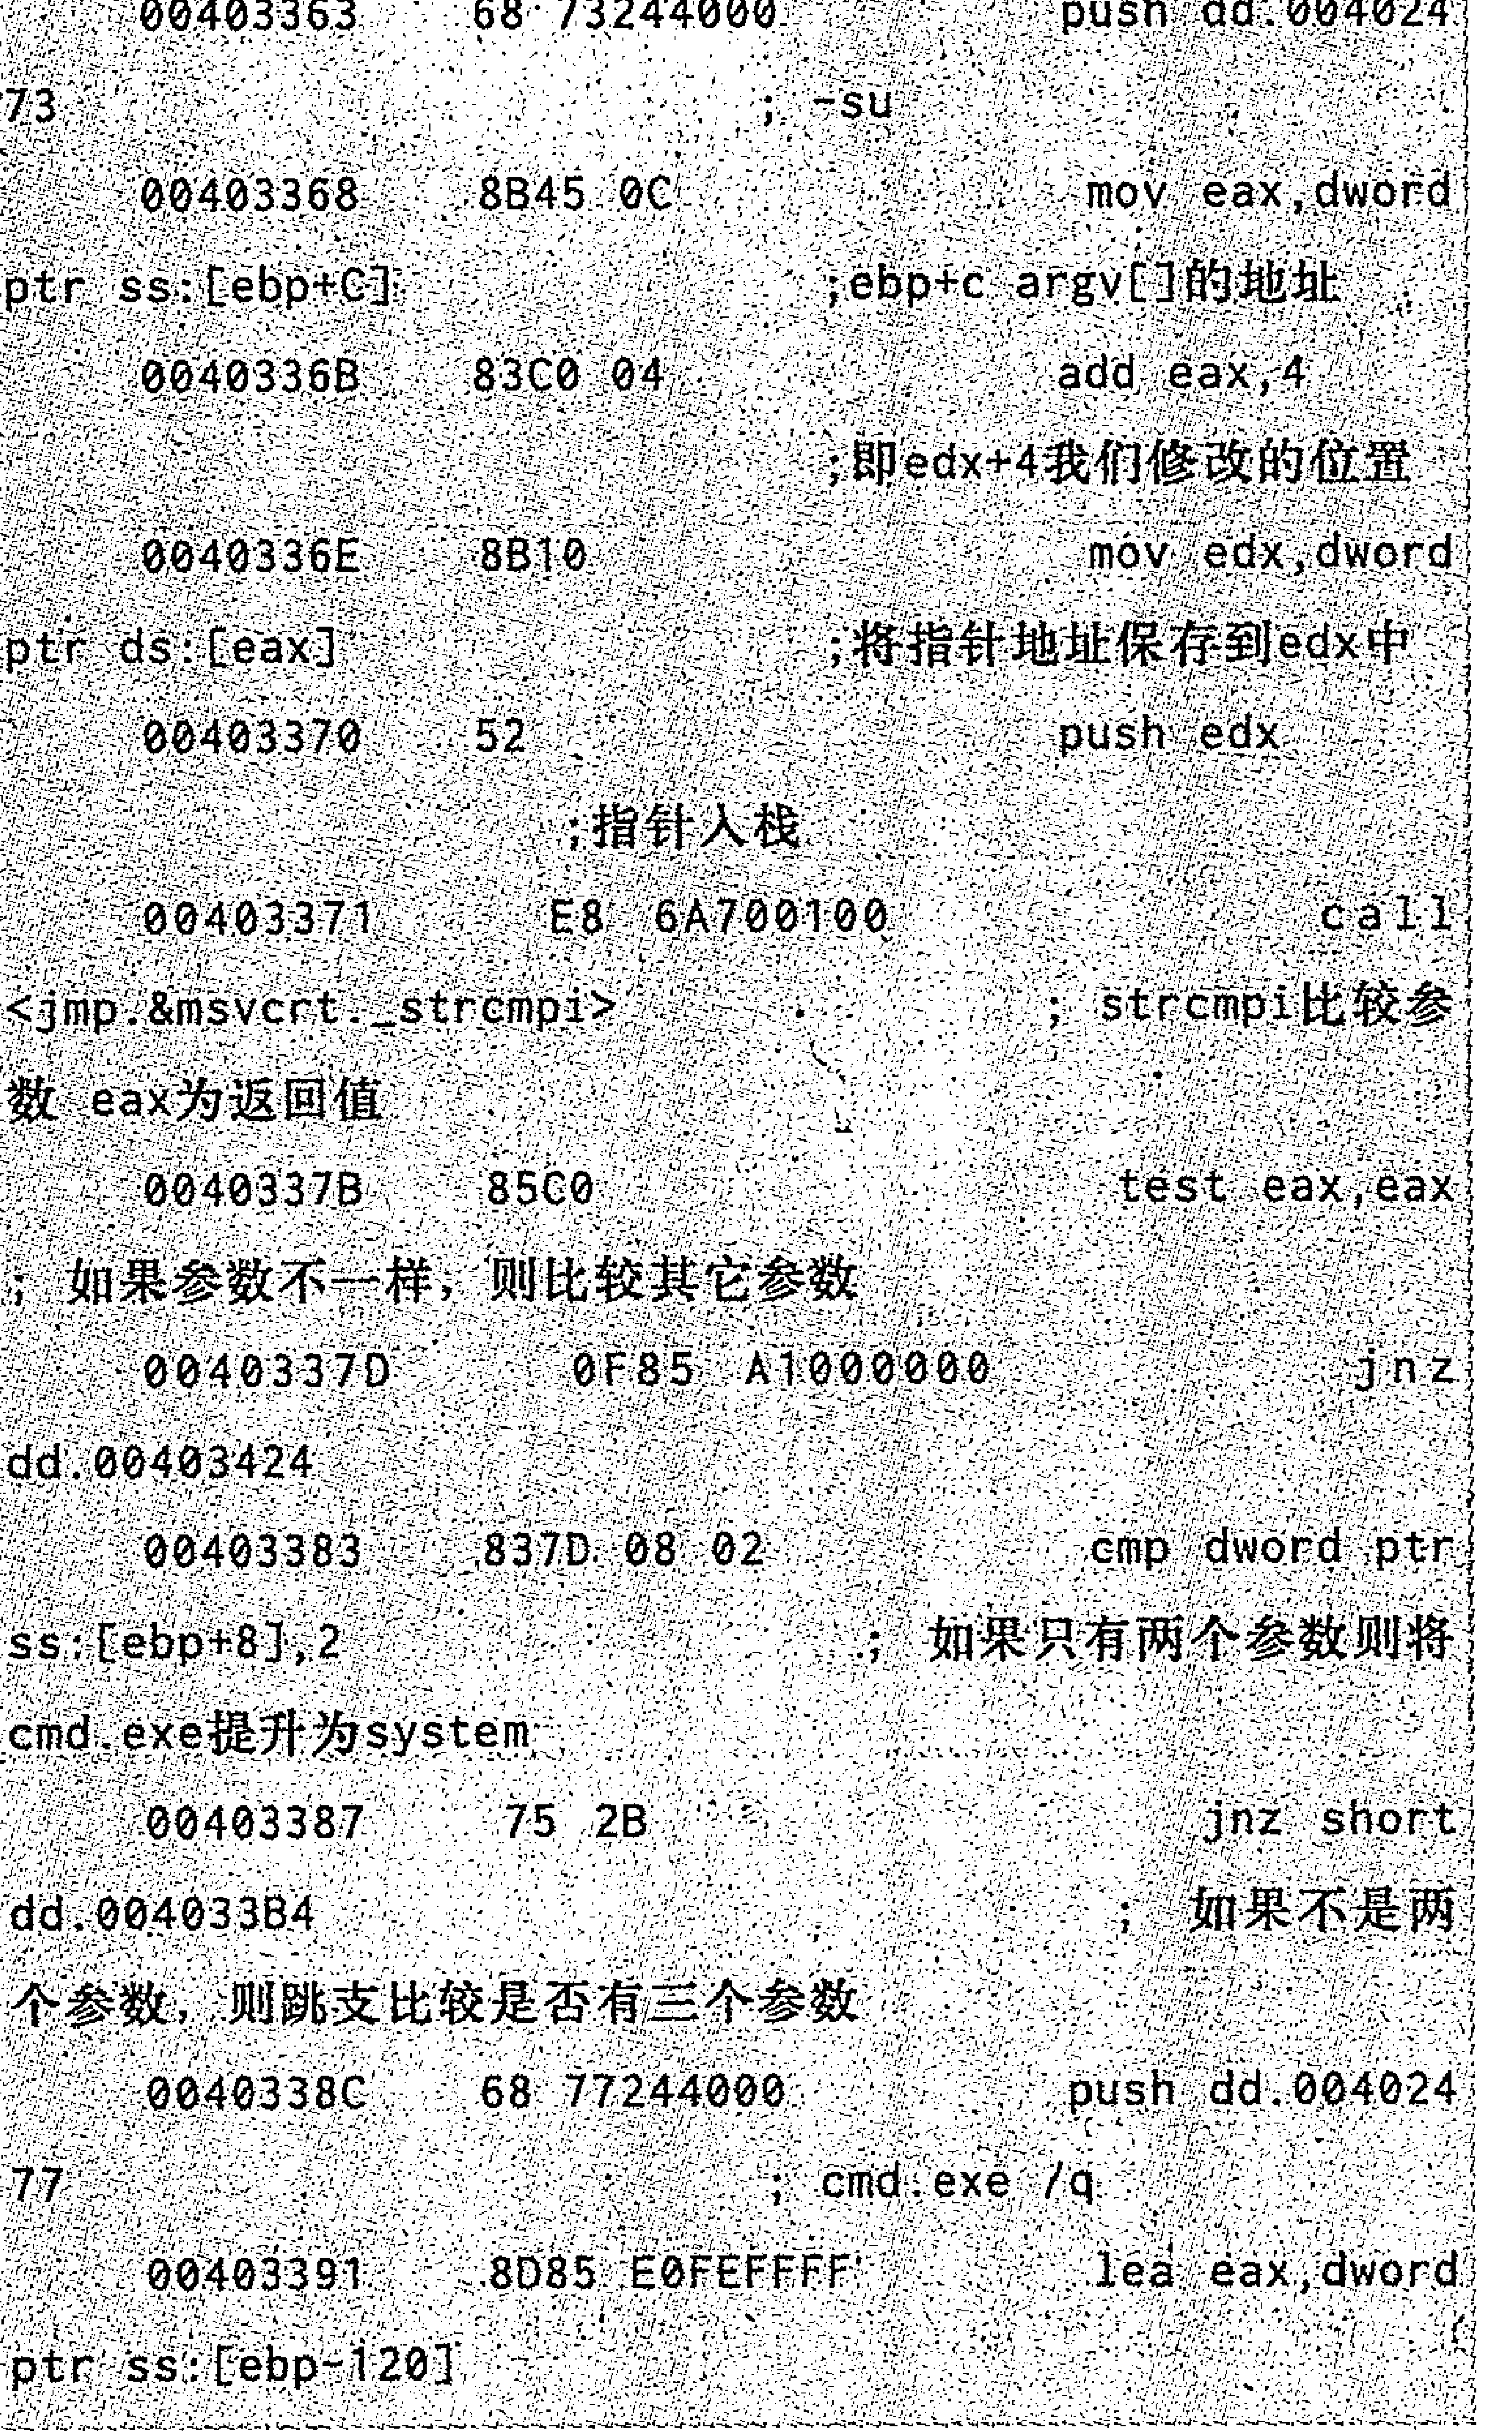 00403363 68 73244000 push dd.004024
73 ; -su
00403368 8B45 0C mov eax,dword
ptr ss:[ebp+C] ;ebp+c argv[]的地址
0040336B 83C0 04 add eax,4
;即edx+4我们修改的位置
0040336E 8B10 mov edx,dword
ptr ds:[eax] ;将指针地址保存到edx中
00403370 52 push edx
;指针入栈
00403371 E8 6A700100 call
<jmp.&msvcrt._strcmpi> ; strcmpi比较参
数 eax为返回值
0040337B 85C0 test eax,eax
; 如果参数不一样，则比较其它参数
0040337D 0F85 A1000000 jnz
dd.00403424
00403383 837D 08 02 cmp dword ptr
ss:[ebp+8],2 ; 如果只有两个参数则将
cmd.exe提升为system
00403387 75 2B jnz short
dd.004033B4 ; 如果不是两
个参数，则跳支比较是否有三个参数
0040338C 68 77244000 push dd.004024
77 ; cmd.exe /q
00403391 8D85 E0FEFFFF lea eax,dword
ptr ss:[ebp-120]